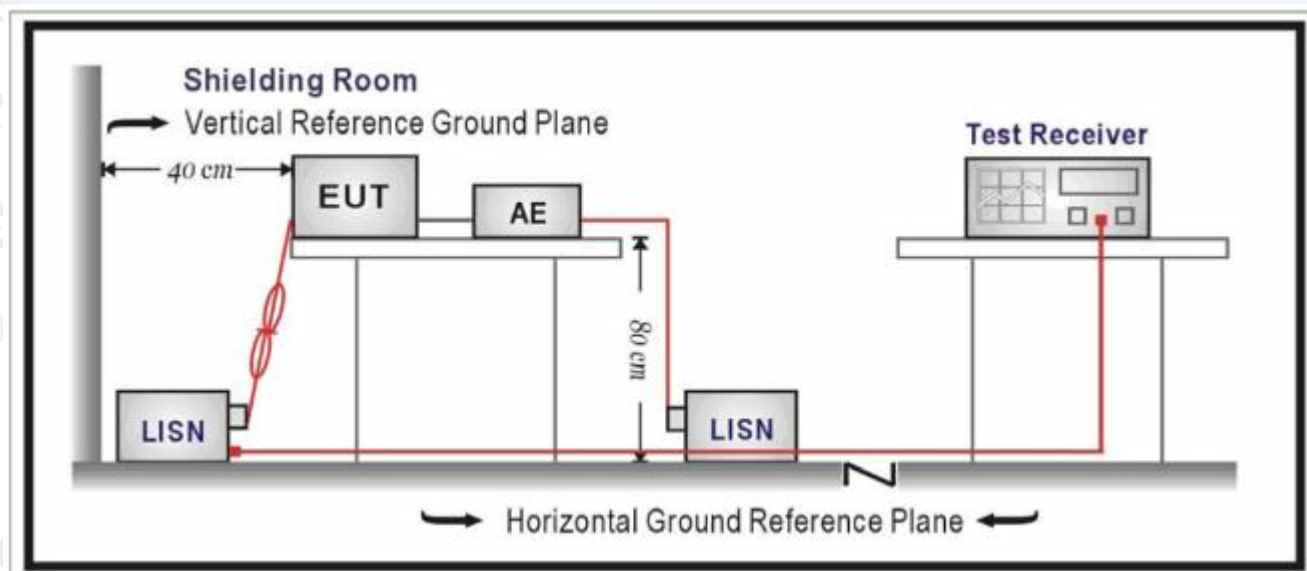 Shielding Room
Vertical Reference Ground Plane
40 cm
EUT
AE
Test Receiver
80 cm
LISN
LISN
Horizontal Ground Reference Plane